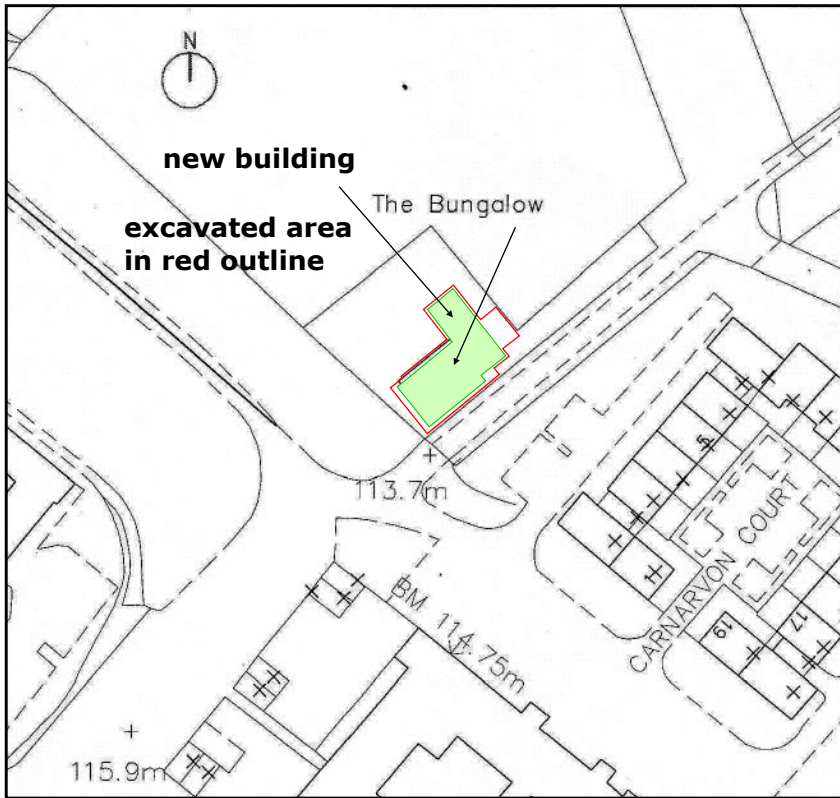 N
new building
The Bungalow
excavated area
in red outline
113.7m
5
11
CARNARVON COURT
BM 114.75m
19
17
115.9m